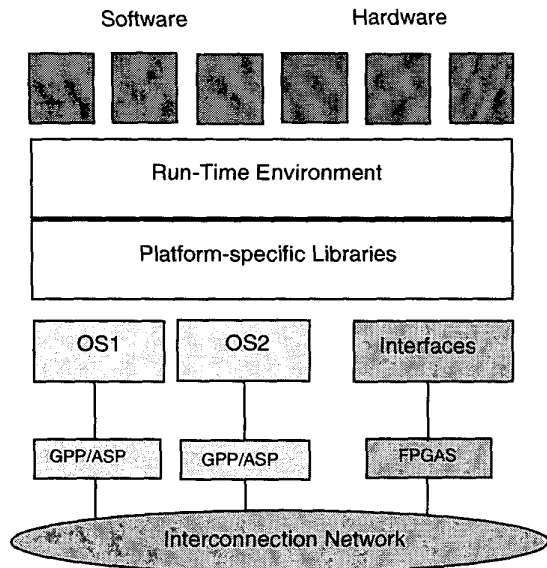 Software Hardware
Run-Time Environment
Platform-specific Libraries
OS1 OS2 Interfaces
GPP/ASP GPP/ASP FPGAS
Interconnection Network